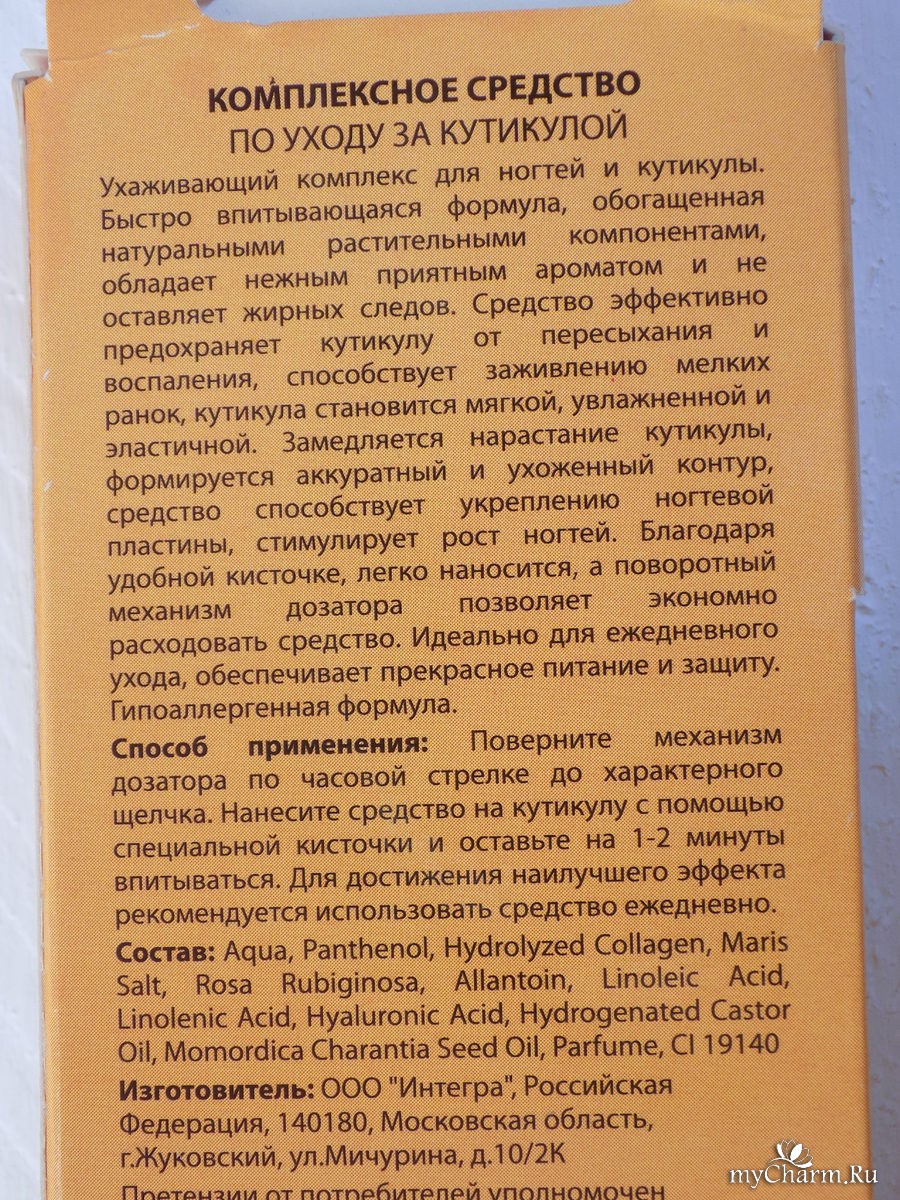 КОМПЛЕКСНОЕ СРЕДСТВО
ПО УХОДУ ЗА КУТИКУЛОЙ
Ухаживающий комплекс для ногтей и кутикулы.
Быстро впитывающаяся формула, обогащенная
натуральными растительными компонентами,
обладает нежным приятным ароматом и не
оставляет жирных следов. Средство эффективно
предохраняет кутикулу от пересыхания и
воспаления, способствует заживлению мелких
ранок, кутикула становится мягкой, увлажненной и
эластичной. Замедляется нарастание кутикулы,
формируется аккуратный и ухоженный контур,
средство способствует укреплению ногтевой
пластины, стимулирует рост ногтей. Благодаря
удобной кисточке, легко наносится, а поворотный
механизм дозатора позволяет экономно
расходовать средство. Идеально для ежедневного
ухода, обеспечивает прекрасное питание и защиту.
Гипоаллергенная формула.
Способ применения: Поверните механизм
дозатора по часовой стрелке до характерного
щелчка. Нанесите средство на кутикулу с помощью
специальной кисточки и оставьте на 1-2 минуты
впитываться. Для достижения наилучшего эффекта
рекомендуется использовать средство ежедневно.
Состав: Aqua, Panthenol, Hydrolyzed Collagen, Maris
Salt, Rosa Rubiginosa, Allantoin, Linoleic Acid,
Linolenic Acid, Hyaluronic Acid, Hydrogenated Castor
Oil, Momordica Charantia Seed Oil, Parfume, CI 19140
Изготовитель: ООО "Интегра", Российская
Федерация, 140180, Московская область,
г.Жуковский, ул.Мичурина, д.10/2К
Претензии от потребителей уполномочен
myCharm.Ru